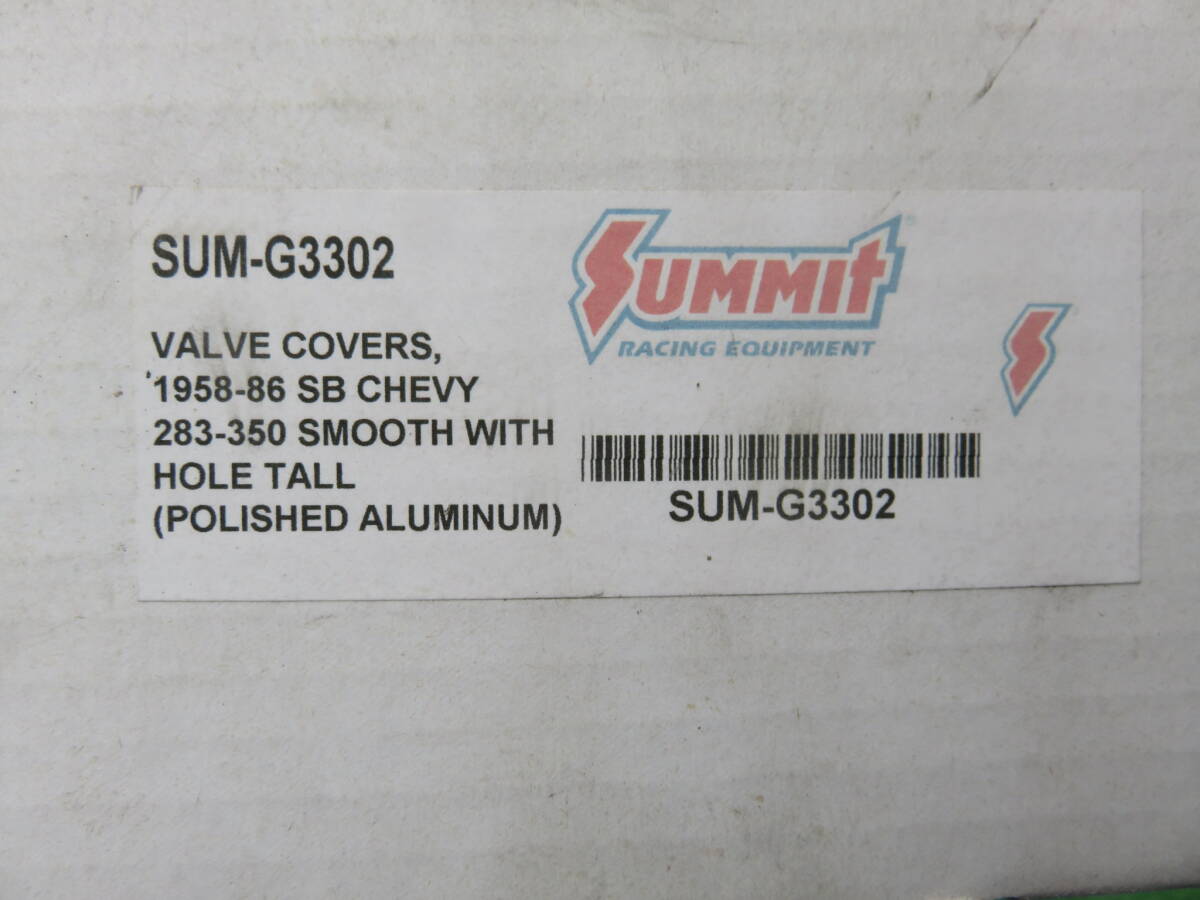 SUM-G3302
VALVE COVERS,
1958-86 SB CHEVY
283-350 SMOOTH WITH
HOLE TALL
(POLISHED ALUMINUM)
SUMMIT
RACING EQUIPMENT
S
SUM-G3302